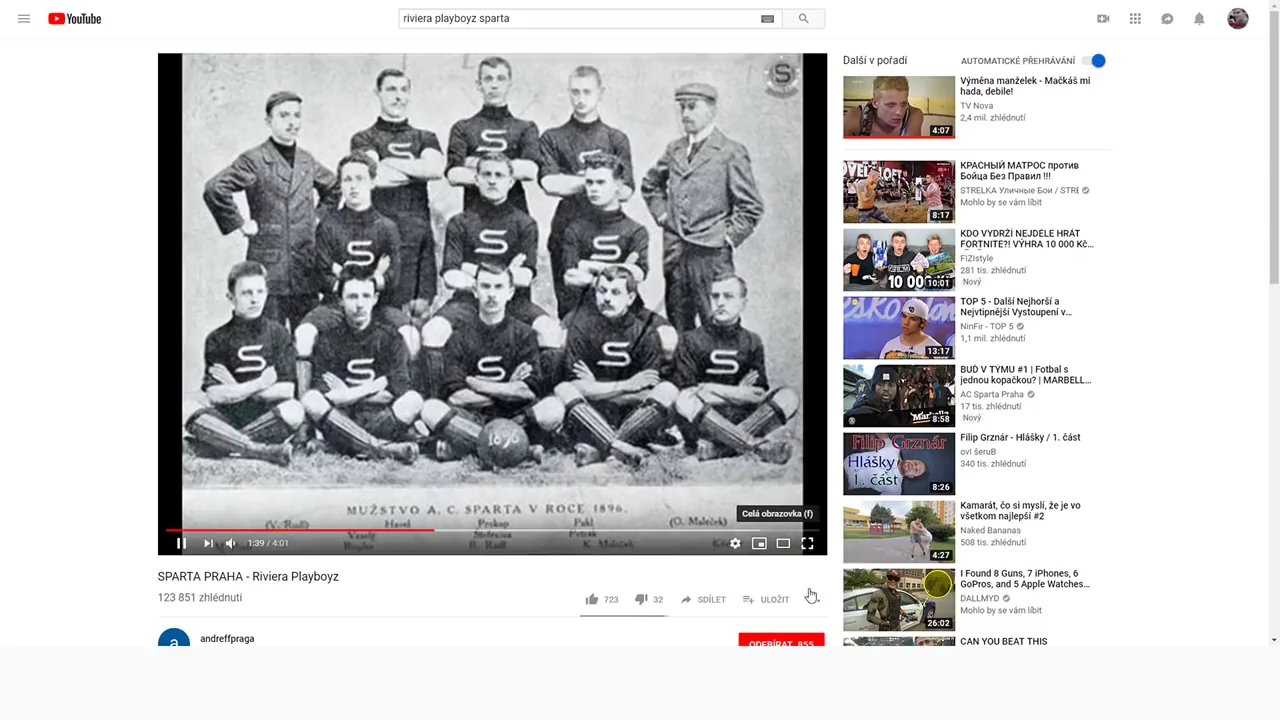 YouTube
riviera playboyz sparta
S
S
S
S
S
S
S
S
S
S
S
1896
MUŽSTVO A. C. SPARTA V ROCE 1896.
(V. Rudl)
Havel
Prokop
Pukl
(O. Maleček)
Celá obrazovka (f)
1:39 / 4:01
SPARTA PRAHA - Riviera Playboyz
123 851 zhlédnutí
723
32
SDÍLET
ULOŽIT
a
andreffpraga
ODEBÍRAT 855
Další v pořadí
AUTOMATICKÉ PŘEHRÁVÁNÍ
4:07
Výměna manželek - Mačkáš mi
hada, debile!
TV Nova
2,4 mil. zhlédnutí
8:17
КРАСНЫЙ МАТРОС против
Бойца Без Правил !!!
STRELKA Уличные Бои / STRE
Mohlo by se vám líbit
10 000 Kč
10:01
KDO VYDRŽÍ NEJDÉLE HRÁT
FORTNITE?! VÝHRA 10 000 Kč...
FIZIstyle
281 tis. zhlédnutí
Nový
13:17
TOP 5 - Další Nejhorší a
Nejvtipnější Vystoupení v...
NinFir - TOP 5
1,1 mil. zhlédnutí
8:58
BUĎ V TÝMU #1 | Fotbal s
jednou kopačkou? | MARBELL...
AC Sparta Praha
17 tis. zhlédnutí
Nový
Filip Grznár
Hlášky
1. část
8:26
Filip Grznár - Hlášky / 1. část
ovI šeruB
340 tis. zhlédnutí
4:27
Kamarát, čo si myslí, že je vo
všetkom najlepší #2
Naked Bananas
508 tis. zhlédnutí
26:02
I Found 8 Guns, 7 iPhones, 6
GoPros, and 5 Apple Watches...
DALLMYD
Mohlo by se vám líbit
CAN YOU BEAT THIS